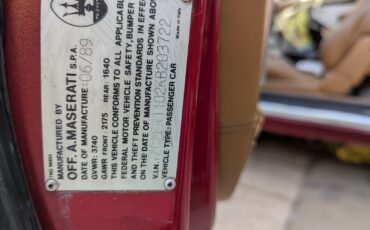 MANUFACTURED BY
OFF. A. MASERATI S.P.A.
DATE OF MANUFACTURE: 06/89
GVWR: 3740
GAWR FRONT: 2175 REAR: 1640
THIS VEHICLE CONFORMS TO ALL APPLICABLE
FEDERAL MOTOR VEHICLE SAFETY, BUMPER
AND THEFT PREVENTION STANDARDS IN EFFECT
ON THE DATE OF MANUFACTURE SHOWN ABOVE
V.I.N.:
VEHICLE TYPE: PASSENGER CAR
Made in Italy